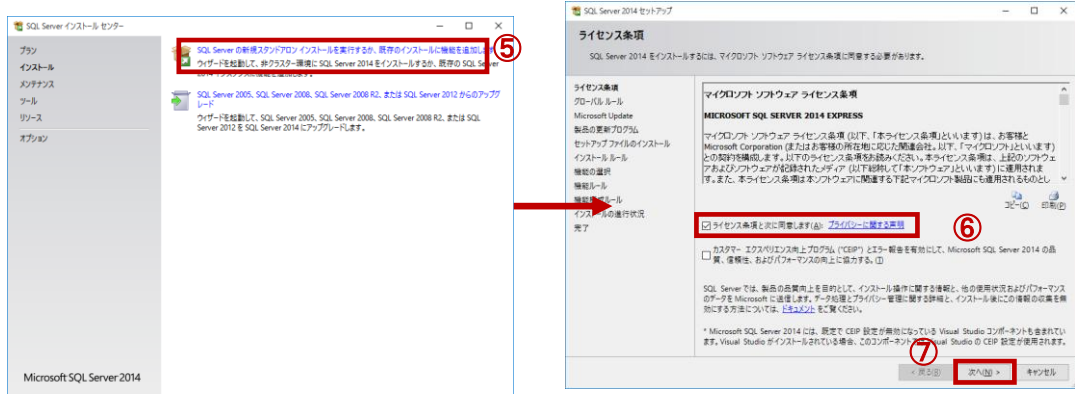 SQL Server インストール センター
プラン
インストール
メンテナンス
ツール
リソース
オプション
SQL Server の新規スタンドアロン インストールを実行するか、既存のインストールに機能を追加します
ウィザードを起動して、非クラスター環境に SQL Server 2014 をインストールするか、既存の SQL Server
2014 インスタンスの機能を追加します。
⑤
SQL Server 2005、SQL Server 2008、SQL Server 2008 R2、または SQL Server 2012 からのアップグ
レード
ウィザードを起動して、SQL Server 2005、SQL Server 2008、SQL Server 2008 R2、または SQL
Server 2012 を SQL Server 2014 にアップグレードします。
Microsoft SQL Server 2014
SQL Server 2014 セットアップ
ライセンス条項
SQL Server 2014 をインストールするには、マイクロソフト ソフトウェア ライセンス条項に同意する必要があります。
ライセンス条項
グローバル ルール
Microsoft Update
製品の更新プログラム
セットアップ ファイルのインストール
インストール ルール
機能の選択
機能ルール
機能構成ルール
インストールの進行状況
完了
マイクロソフト ソフトウェア ライセンス条項
MICROSOFT SQL SERVER 2014 EXPRESS
マイクロソフト ソフトウェア ライセンス条項 (以下、「本ライセンス条項」といいます) は、お客様と
Microsoft Corporation (またはお客様の所在地に応じた関連会社。以下、「マイクロソフト」といいます)
との契約を構成します。以下のライセンス条項をお読みください。本ライセンス条項は、上記のソフトウェ
アおよびソフトウェアが記録されたメディア (以下総称して「本ソフトウェア」といいます) に適用されま
す。また、本ライセンス条項は本ソフトウェアに関連する下記マイクロソフト製品にも適用されるものとし
コピー(C) 印刷(P)
ライセンス条項と次に同意します(A): プライバシーに関する声明
⑥
カスタマー エクスペリエンス向上プログラム ("CEIP") とエラー報告を有効にして、Microsoft SQL Server 2014 の品
質、信頼性、およびパフォーマンスの向上に協力する。(I)
SQL Server では、製品の品質向上を目的として、インストール操作に関する情報と、他の使用状況およびパフォーマンス
のデータを Microsoft に送信します。データ処理とプライバシー管理に関する詳細と、インストール後にこの情報の収集を無
効にする方法については、ドキュメント をご覧ください。
* Microsoft SQL Server 2014 には、既定で CEIP 設定が無効になっている Visual Studio コンポーネントも含まれてい
ます。Visual Studio がインストールされている場合、このコンポーネントは Visual Studio の CEIP 設定が使用されます。
⑦
< 戻る(B) 次へ(N) > キャンセル